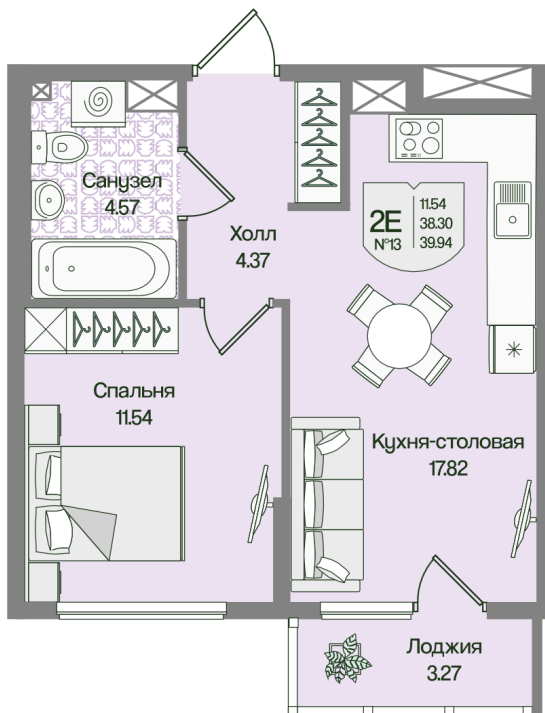 Санузел
4.57
Холл
4.37
2Е
№13
11.54
38.30
39.94
Спальня
11.54
Кухня-столовая
17.82
Лоджия
3.27